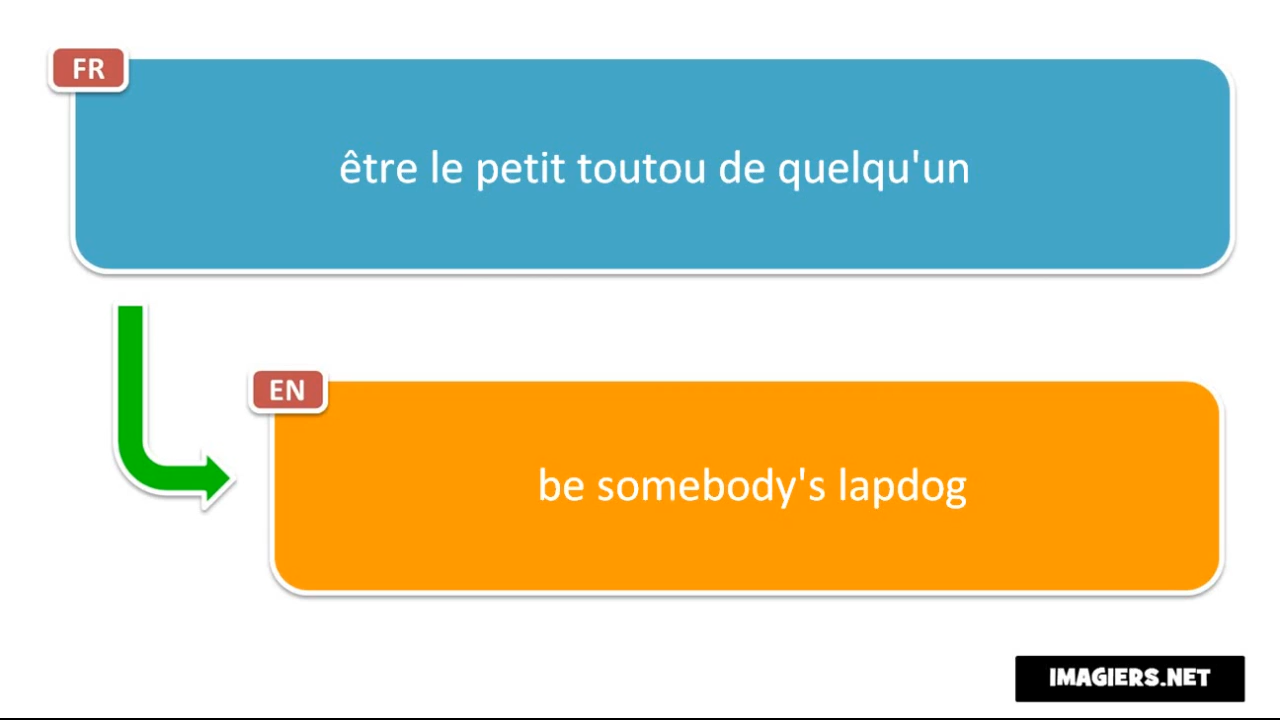 FR
être le petit toutou de quelqu'un
EN
be somebody's lapdog
IMAGIERS.NET